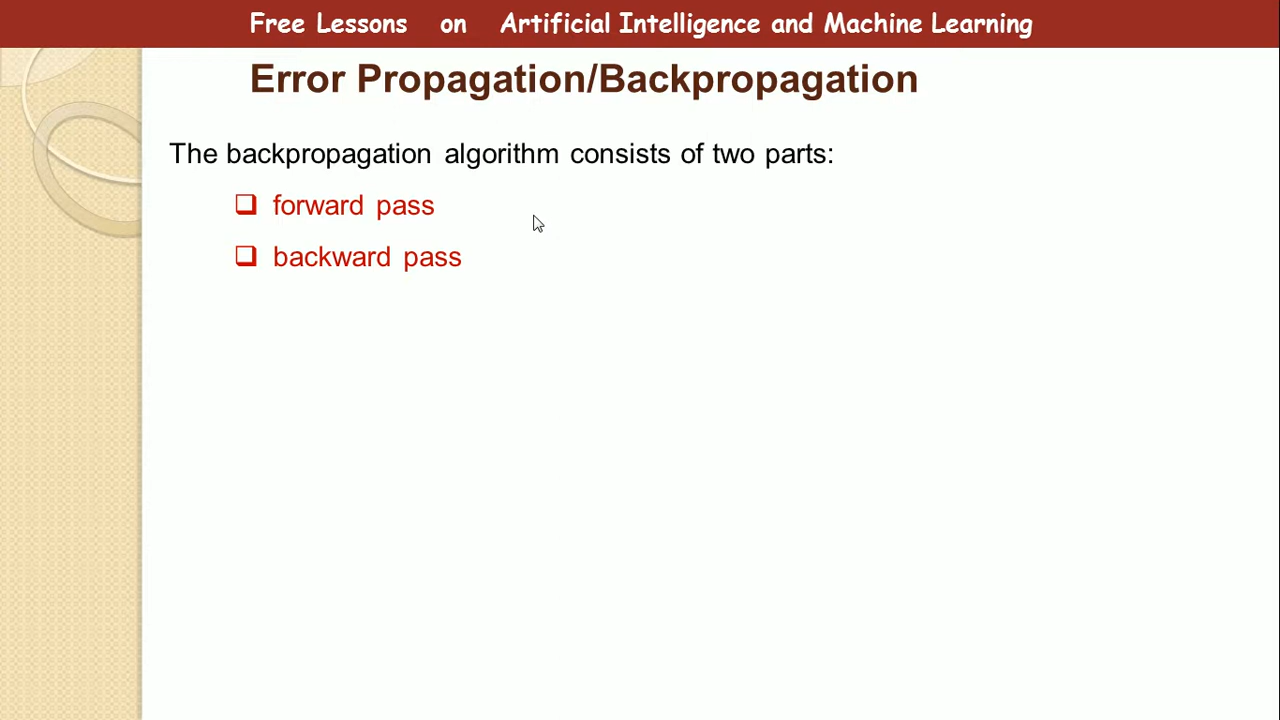 Free Lessons on Artificial Intelligence and Machine Learning
Error Propagation/Backpropagation
The backpropagation algorithm consists of two parts:
forward pass
backward pass